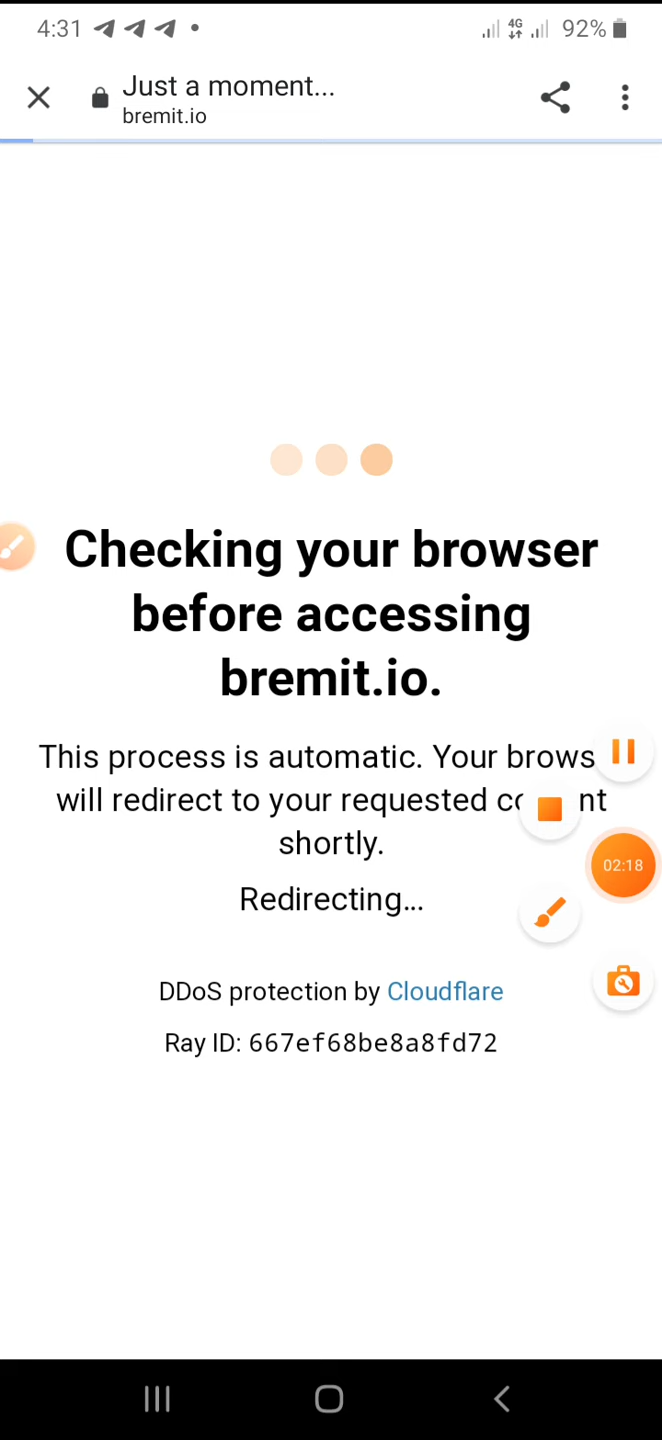 4:31
4G
92%
Just a moment...
bremit.io
Checking your browser
before accessing
bremit.io.
This process is automatic. Your brows
will redirect to your requested co nt
shortly.
02:18
Redirecting...
DDoS protection by Cloudflare
Ray ID: 667ef68be8a8fd72